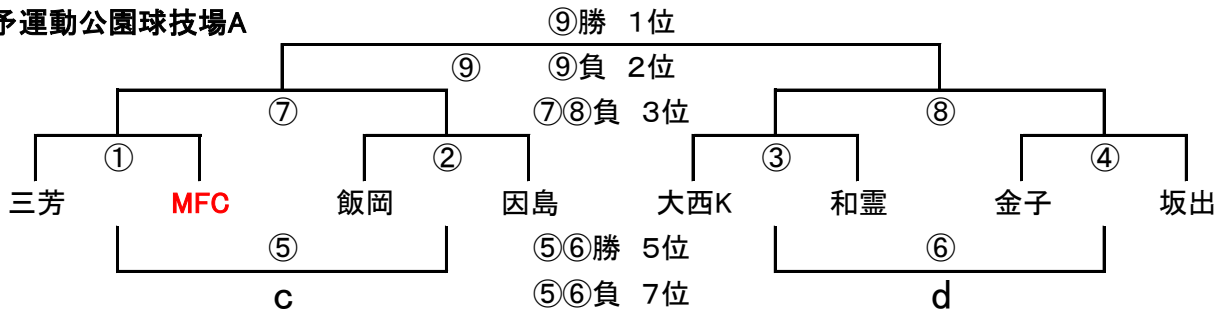 予運動公園球技場A
⑨勝 1位
⑨ ⑨負 2位
⑦ ⑦⑧負 3位 ⑧
① ② ③ ④
三芳 MFC 飯岡 因島 大西K 和霊 金子 坂出
⑤ ⑤⑥勝 5位 ⑥
c ⑤⑥負 7位 d